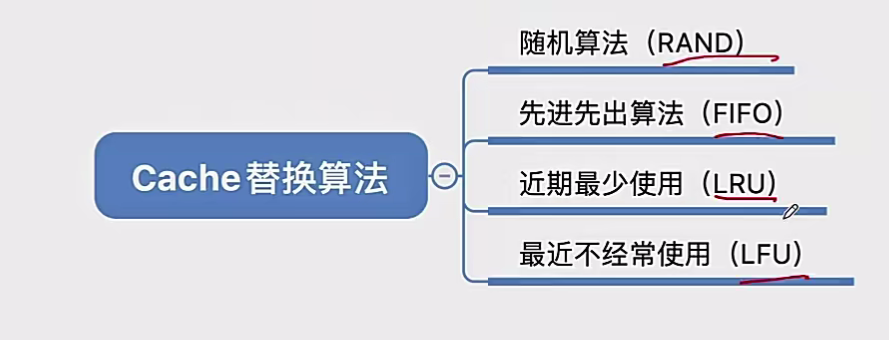 Cache替换算法
随机算法（RAND）
先进先出算法（FIFO）
近期最少使用（LRU）
最近不经常使用（LFU）